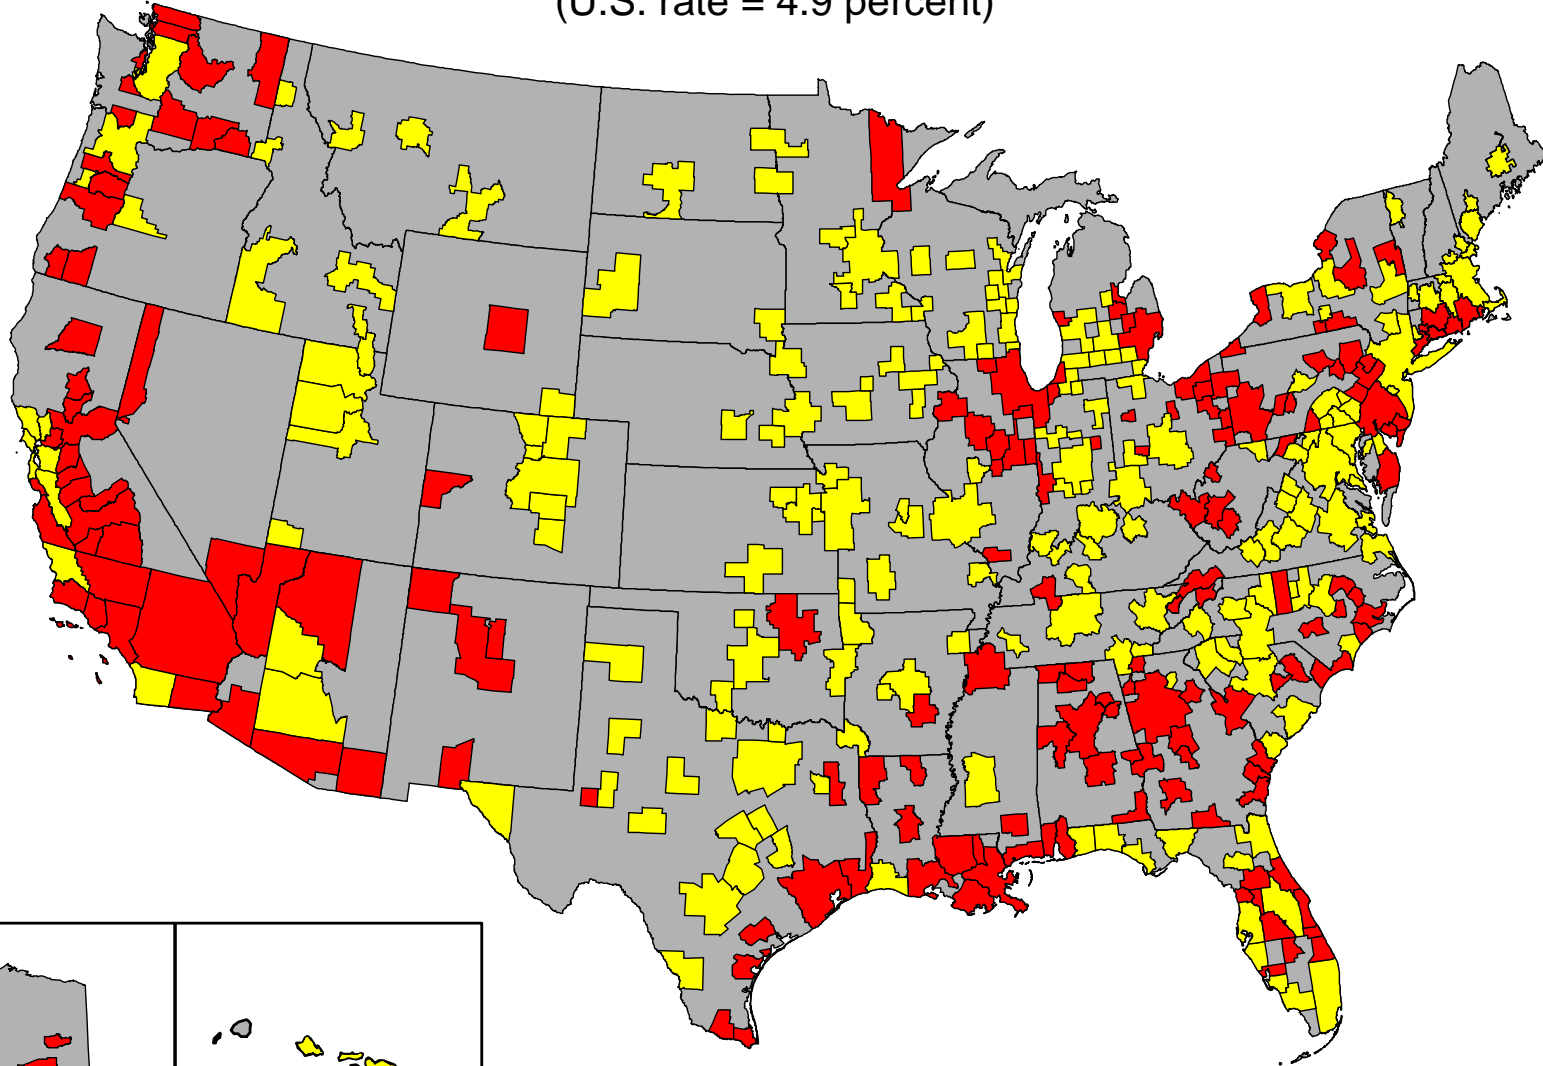 (U.S. rate = 4.9 percent)